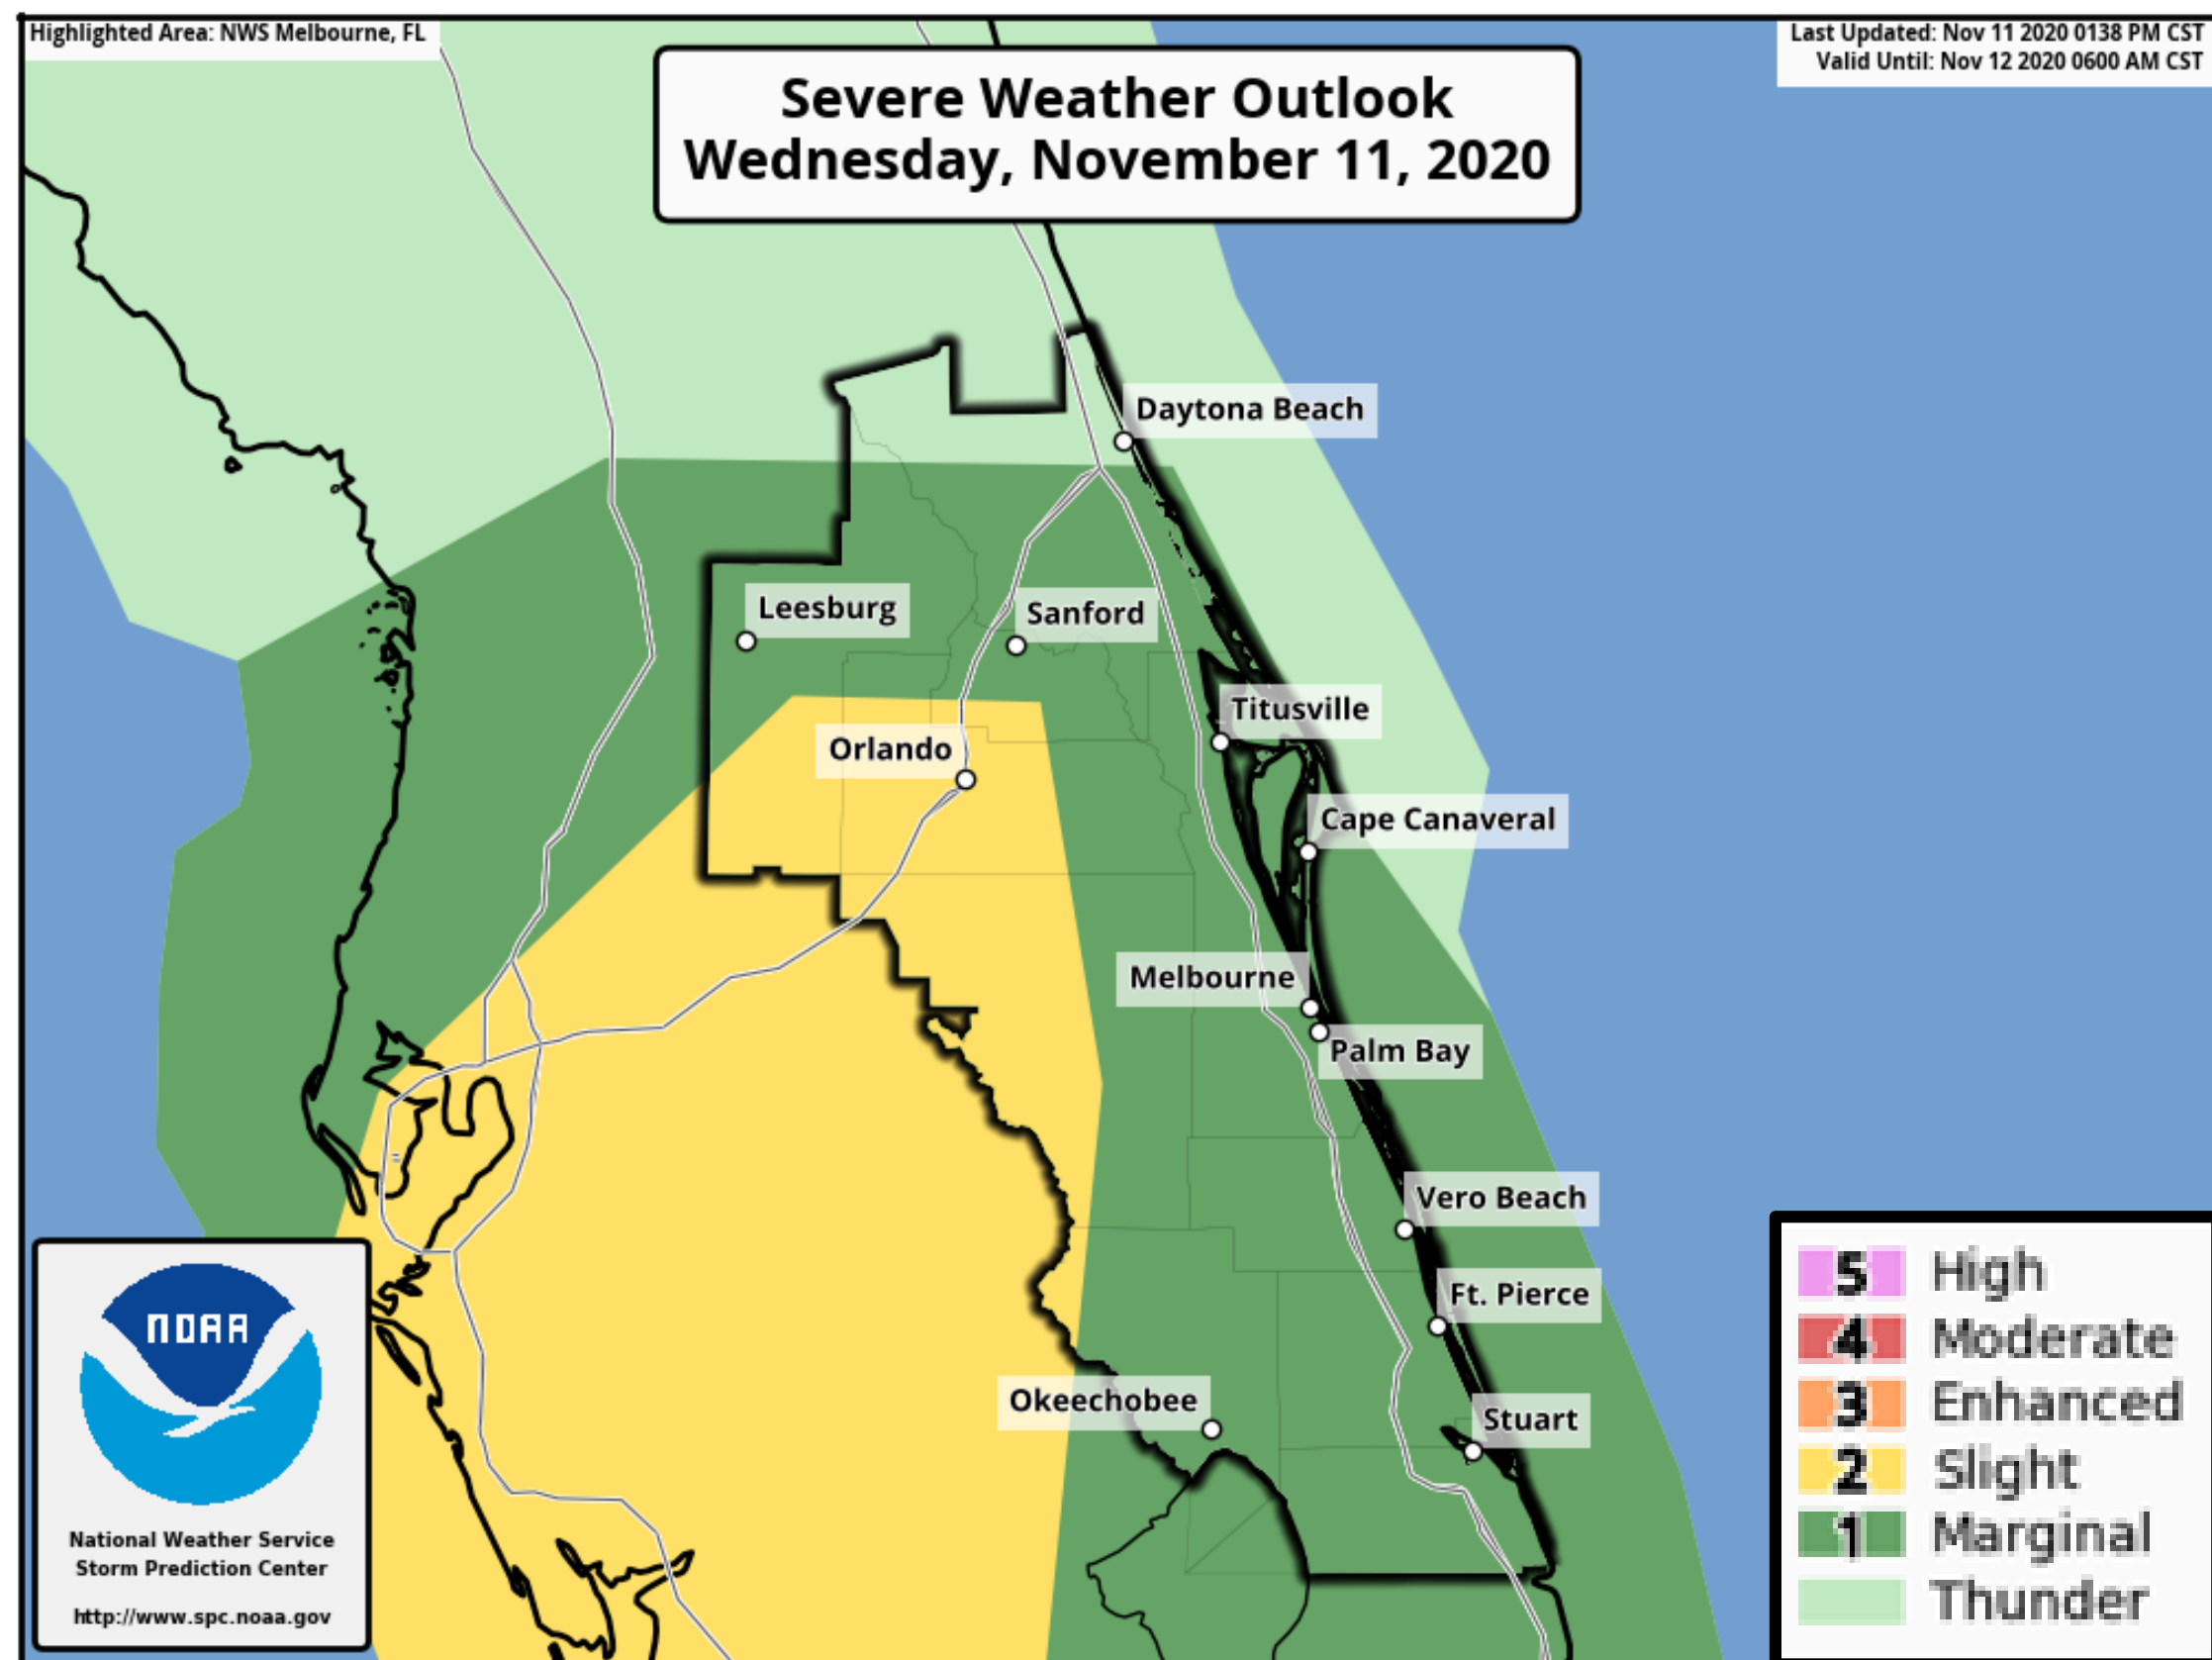 Highlighted Area: NWS Melbourne, FL
Last Updated: Nov 11 2020 0138 PM CST
Valid Until: Nov 12 2020 0600 AM CST
Severe Weather Outlook
Wednesday, November 11, 2020
Daytona Beach
Leesburg
Sanford
Titusville
Orlando
Cape Canaveral
Melbourne
Palm Bay
Vero Beach
Ft. Pierce
Okeechobee
Stuart
NOAA
National Weather Service
Storm Prediction Center
http://www.spc.noaa.gov
5 High
4 Moderate
3 Enhanced
2 Slight
1 Marginal
Thunder